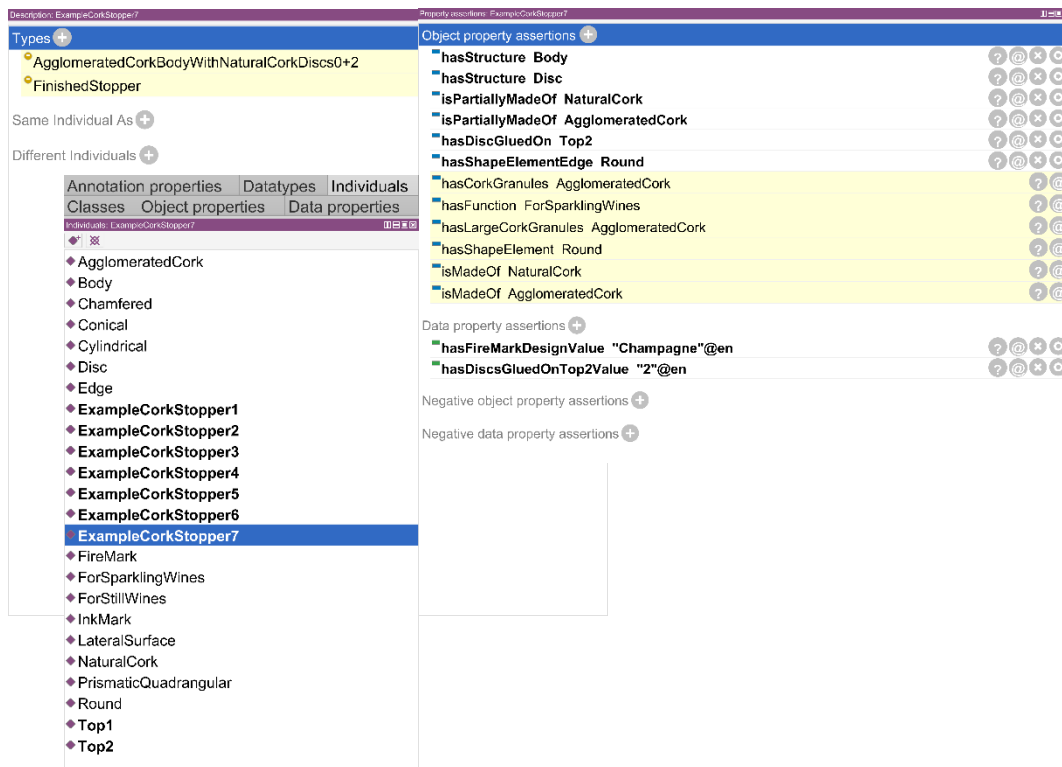 Description: ExampleCorkStopper7
Types
AgglomeratedCorkBodyWithNaturalCorkDiscs0+2
FinishedStopper
Same Individual As
Different Individuals
Annotation properties Datatypes Individuals
Classes Object properties Data properties
Individuals: ExampleCorkStopper7
AgglomeratedCork
Body
Chamfered
Conical
Cylindrical
Disc
Edge
ExampleCorkStopper1
ExampleCorkStopper2
ExampleCorkStopper3
ExampleCorkStopper4
ExampleCorkStopper5
ExampleCorkStopper6
ExampleCorkStopper7
FireMark
ForSparklingWines
ForStillWines
InkMark
LateralSurface
NaturalCork
PrismaticQuadrangular
Round
Top1
Top2
Property assertions: ExampleCorkStopper7
Object property assertions
hasStructure Body
hasStructure Disc
isPartiallyMadeOf NaturalCork
isPartiallyMadeOf AgglomeratedCork
hasDiscGluedOn Top2
hasShapeElementEdge Round
hasCorkGranules AgglomeratedCork
hasFunction ForSparklingWines
hasLargeCorkGranules AgglomeratedCork
hasShapeElement Round
isMadeOf NaturalCork
isMadeOf AgglomeratedCork
Data property assertions
hasFireMarkDesignValue "Champagne"@en
hasDiscsGluedOnTop2Value "2"@en
Negative object property assertions
Negative data property assertions